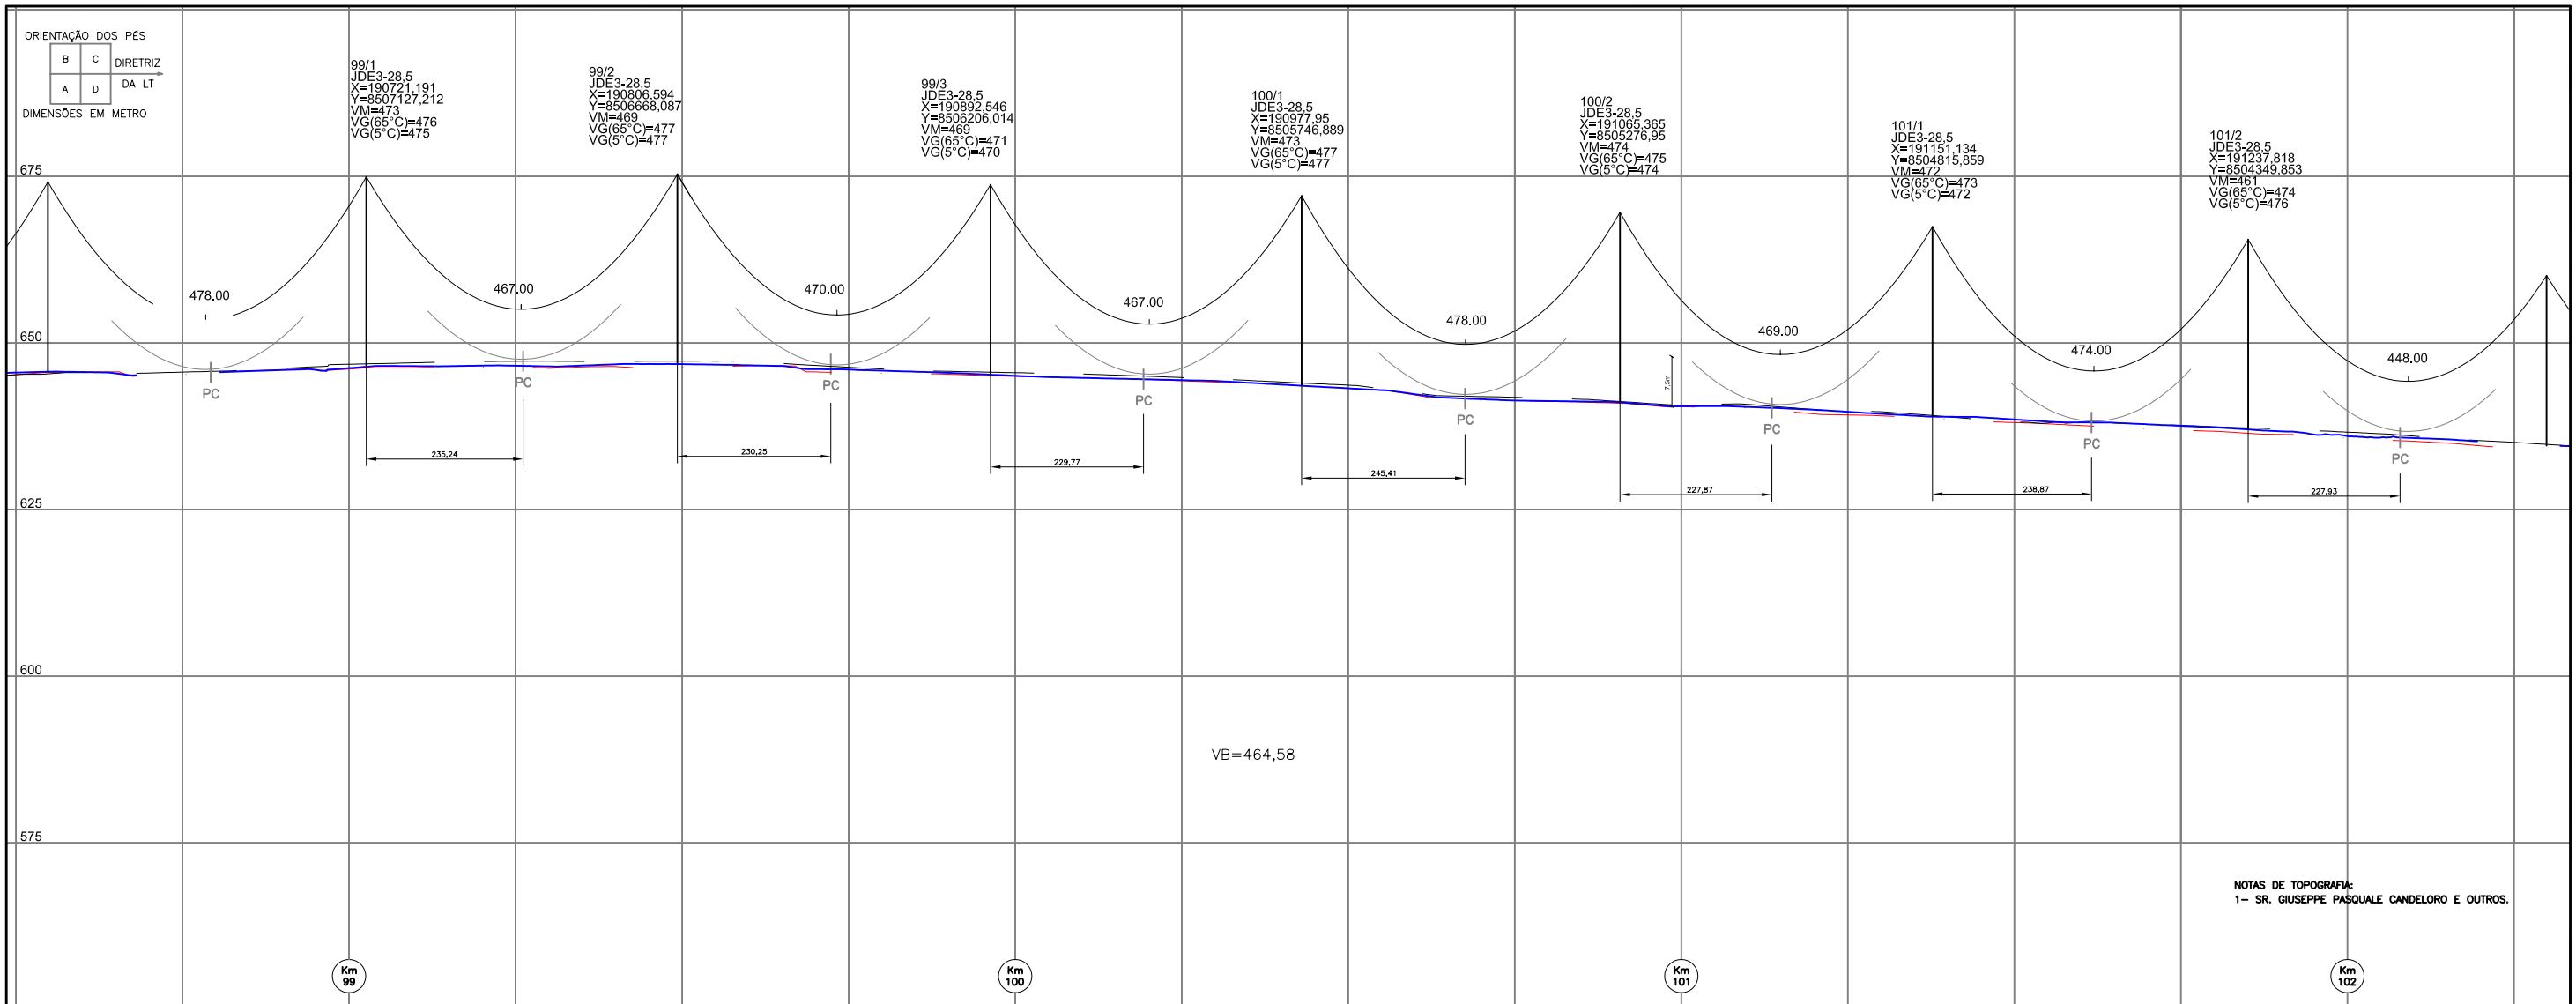 ORIENTAÇÃO DOS PÉS
B C DIRETRIZ
A D DA LT
DIMENSÕES EM METRO
99/1
JDE3-28,5
X=190721,191
Y=8507127,212
VM=473
VG(65°C)=476
VG(5°C)=475
99/2
JDE3-28,5
X=190806,594
Y=8506668,087
VM=469
VG(65°C)=477
VG(5°C)=477
99/3
JDE3-28,5
X=190892,546
Y=8506206,014
VM=469
VG(65°C)=471
VG(5°C)=470
100/1
JDE3-28,5
X=190977,95
Y=8505746,889
VM=473
VG(65°C)=477
VG(5°C)=477
100/2
JDE3-28,5
X=191065,365
Y=8505276,95
VM=474
VG(65°C)=475
VG(5°C)=474
101/1
JDE3-28,5
X=191151,134
Y=8504815,859
VM=472
VG(65°C)=473
VG(5°C)=472
101/2
JDE3-28,5
X=191237,818
Y=8504349,853
VM=461
VG(65°C)=474
VG(5°C)=476
675
478.00
467.00
470.00
467.00
478.00
469.00
474.00
448.00
650
7.5m
PC
PC
PC
PC
PC
PC
PC
PC
235,24
230,25
229,77
245,41
227,87
238,87
227,93
625
600
VB=464,58
575
NOTAS DE TOPOGRAFIA:
1- SR. GIUSEPPE PASQUALE CANDELORO E OUTROS.
Km
99
Km
100
Km
101
Km
102